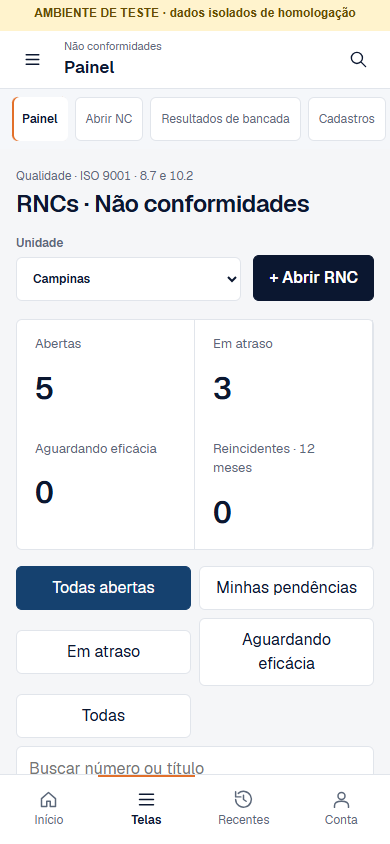 AMBIENTE DE TESTE · dados isolados de homologação
Não conformidades
Painel
Painel
Abrir NC
Resultados de bancada
Cadastros
Qualidade · ISO 9001 · 8.7 e 10.2
RNCs · Não conformidades
Unidade
Campinas
+ Abrir RNC
Abertas
5
Em atraso
3
Aguardando eficácia
0
Reincidentes · 12
meses
0
Todas abertas
Minhas pendências
Em atraso
Aguardando
eficácia
Todas
Buscar número ou título
Início
Telas
Recentes
Conta